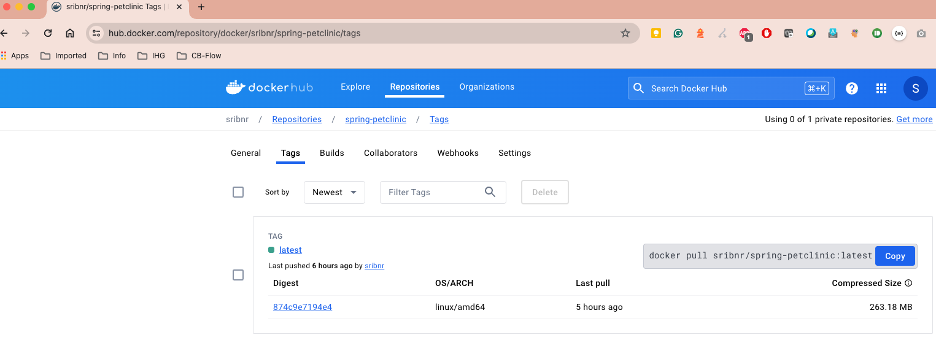 sribnr/spring-petclinic Tags |
hub.docker.com/repository/docker/sribnr/spring-petclinic/tags
1
Apps Imported Info IHG CB-Flow
dockerhub Explore Repositories Organizations Search Docker Hub ⌘+K ? S
sribnr / Repositories / spring-petclinic / Tags Using 0 of 1 private repositories. Get more
General Tags Builds Collaborators Webhooks Settings
Sort by Newest Filter Tags Delete
TAG
latest
docker pull sribnr/spring-petclinic:latest Copy
Last pushed 6 hours ago by sribnr
Digest OS/ARCH Last pull Compressed Size
874c9e7194e4 linux/amd64 5 hours ago 263.18 MB